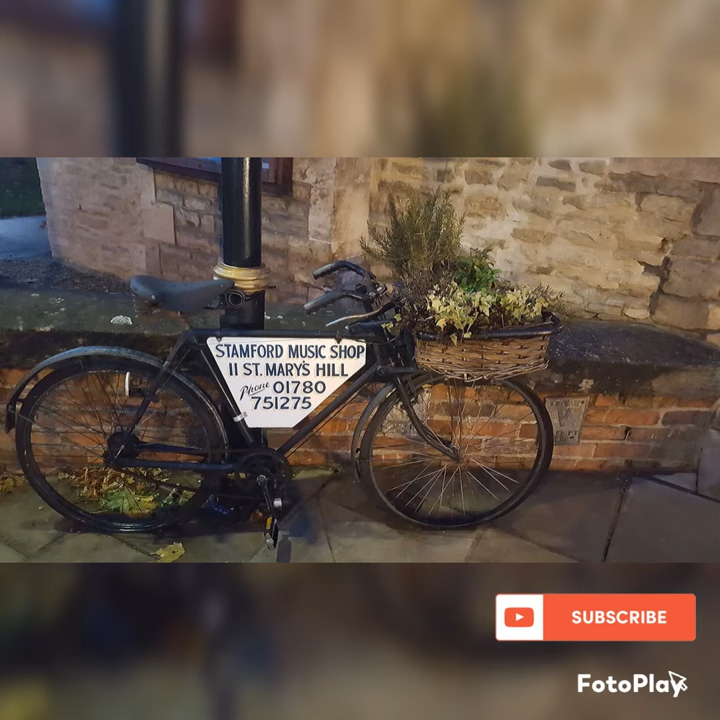 STAMFORD MUSIC SHOP
11 ST. MARY'S HILL
Phone 01780
751275
SUBSCRIBE
FotoPlay